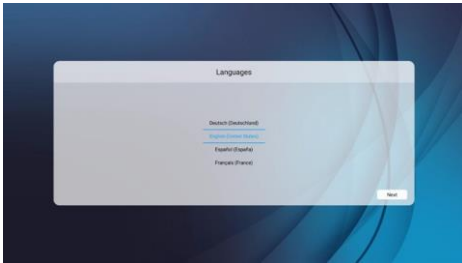 Languages
Deutsch (Deutschland)
English (United States)
Español (España)
Français (France)
Next